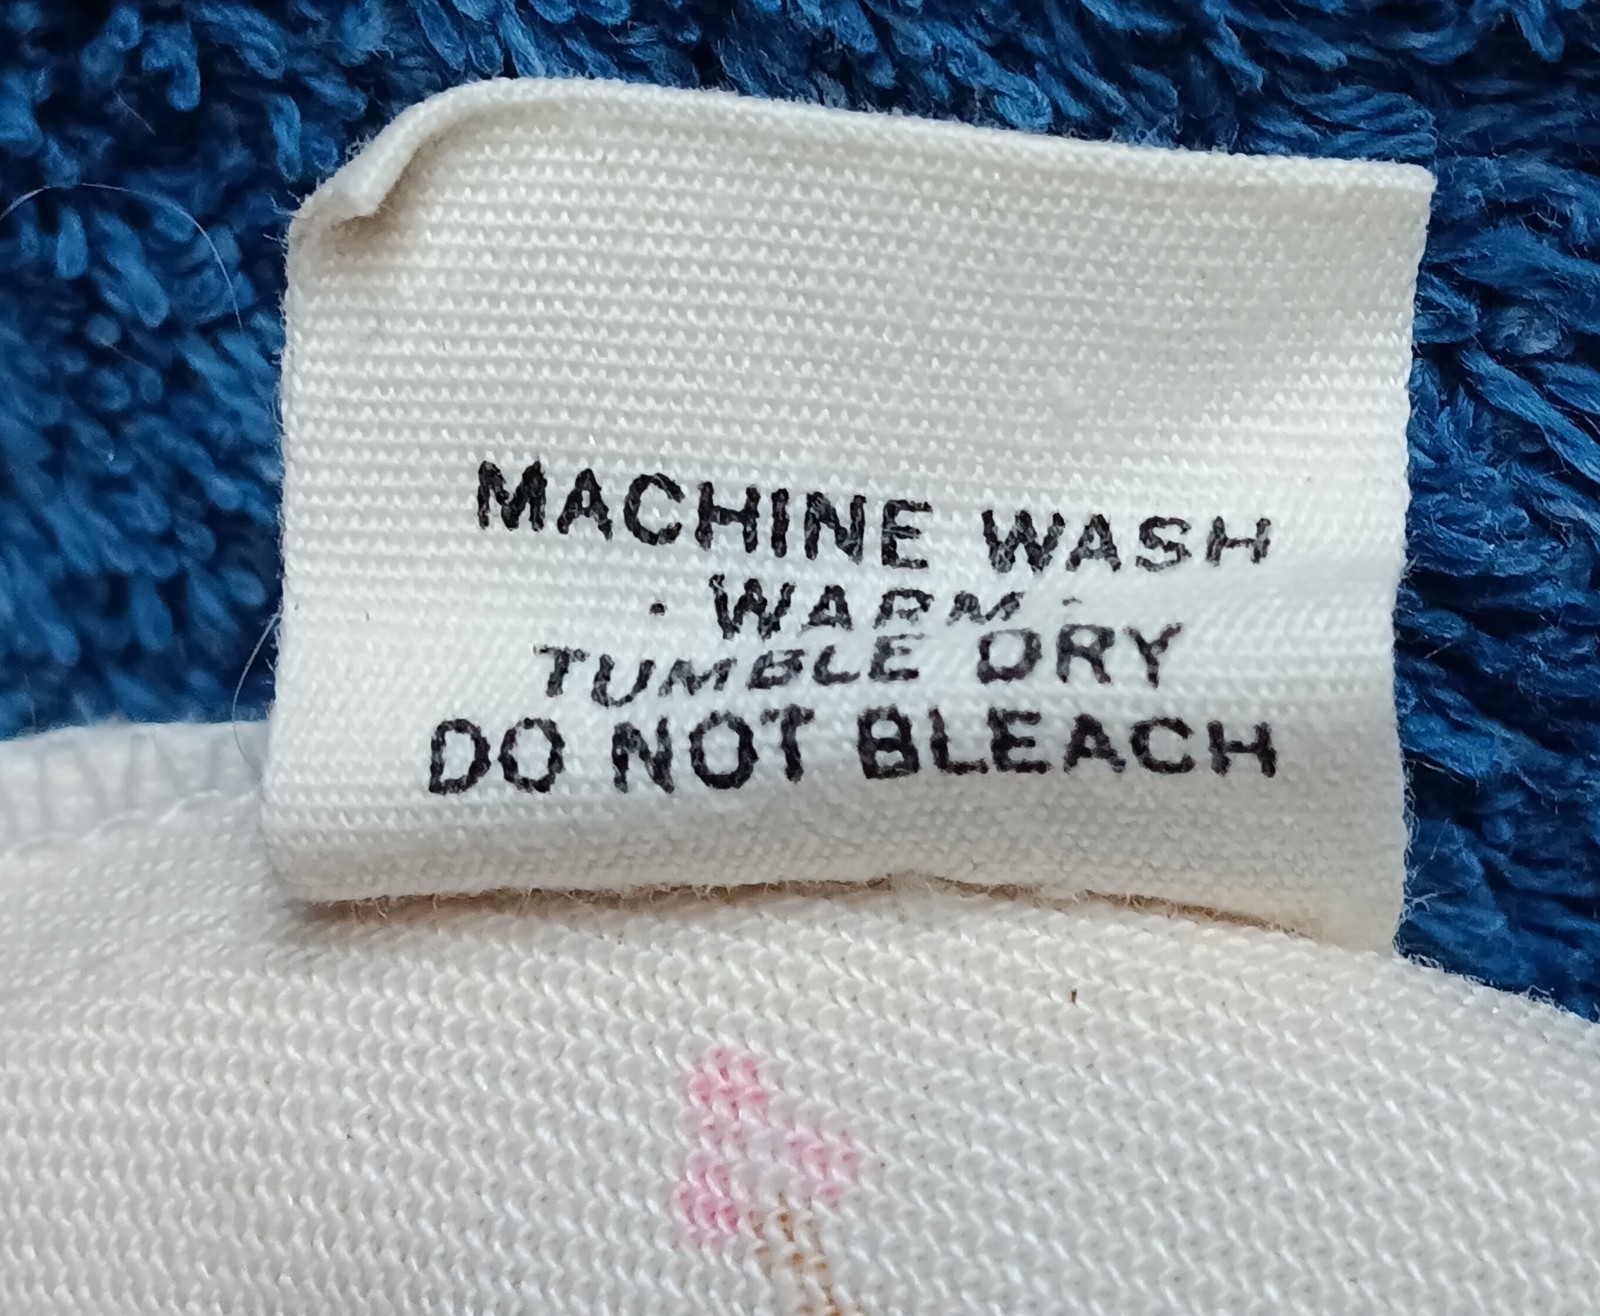 MACHINE WASH
· WARM ·
TUMBLE DRY
DO NOT BLEACH